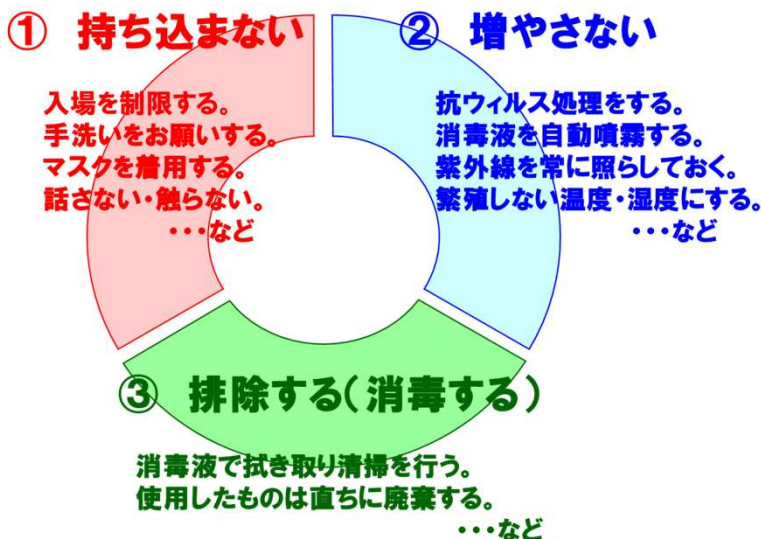 ① 持ち込まない
入場を制限する。
手洗いをお願いする。
マスクを着用する。
話さない・触らない。
・・・など
② 増やさない
抗ウィルス処理をする。
消毒液を自動噴霧する。
紫外線を常に照らしておく。
繁殖しない温度・湿度にする。
・・・など
③ 排除する(消毒する)
消毒液で拭き取り清掃を行う。
使用したものは直ちに廃棄する。
・・・など